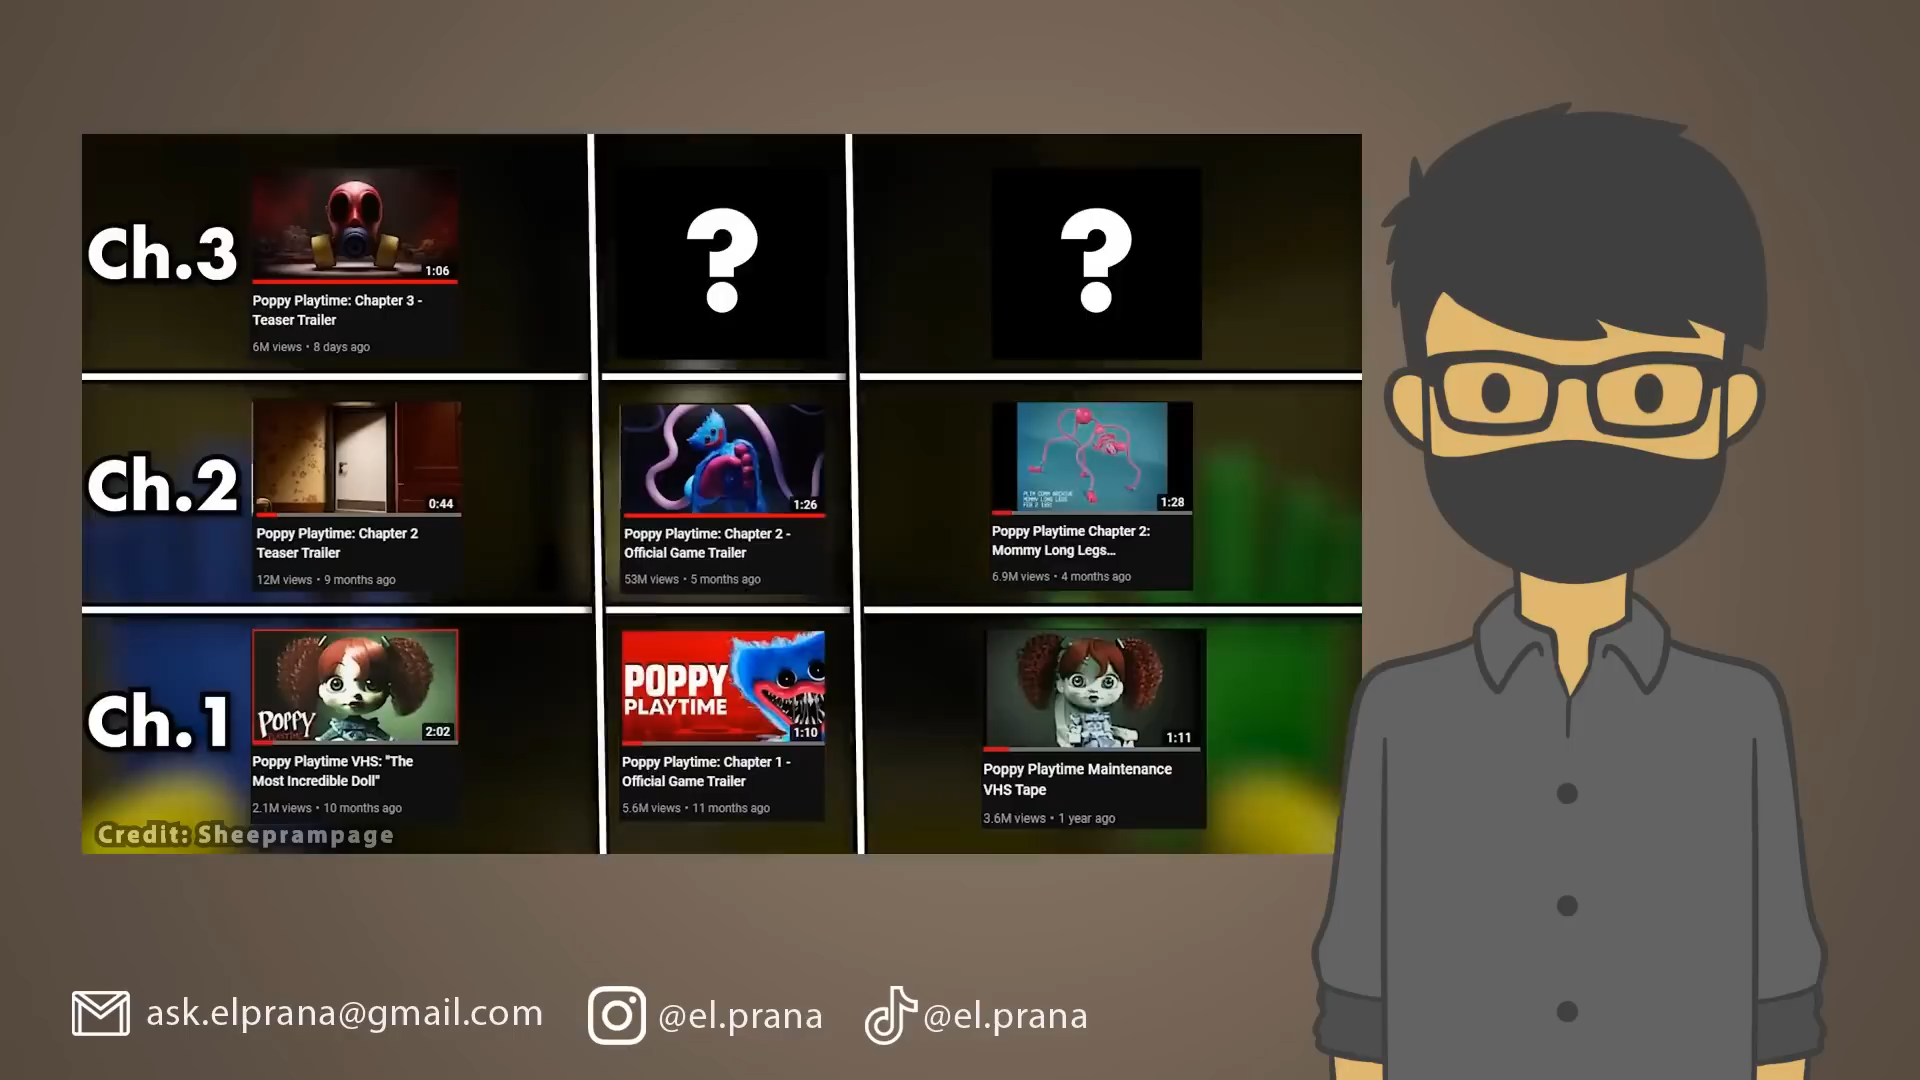 Ch.3
1:06
Poppy Playtime: Chapter 3 -
Teaser Trailer
6M views • 8 days ago
?
?
Ch.2
0:44
Poppy Playtime: Chapter 2
Teaser Trailer
12M views • 9 months ago
1:26
Poppy Playtime: Chapter 2 -
Official Game Trailer
53M views • 5 months ago
1:28
Poppy Playtime Chapter 2:
Mommy Long Legs...
6.9M views • 4 months ago
Ch.1
POPPY
2:02
Poppy Playtime VHS: "The
Most Incredible Doll"
2.1M views • 10 months ago
POPPY
PLAYTIME
1:10
Poppy Playtime: Chapter 1 -
Official Game Trailer
5.6M views • 11 months ago
1:11
Poppy Playtime Maintenance
VHS Tape
3.6M views • 1 year ago
Credit: Sheeprampage
ask.elprana@gmail.com
@el.prana
@el.prana